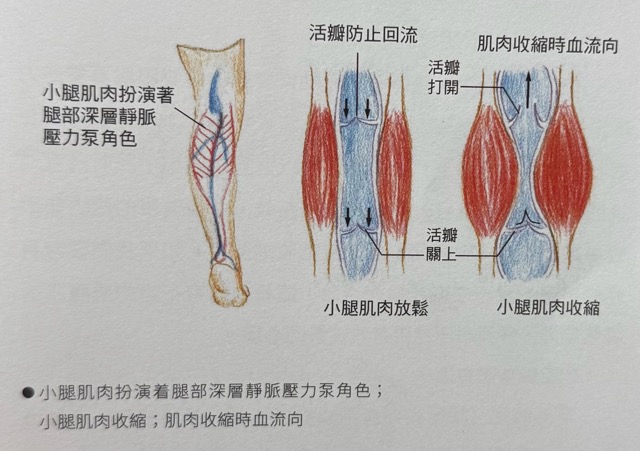 活瓣防止回流
肌肉收縮時血流向
活瓣
打開
小腿肌肉扮演著
腿部深層靜脈
壓力泵角色
活瓣
關上
小腿肌肉放鬆
小腿肌肉收縮
小腿肌肉扮演着腿部深層靜脈壓力泵角色；
小腿肌肉收縮；肌肉收縮時血流向